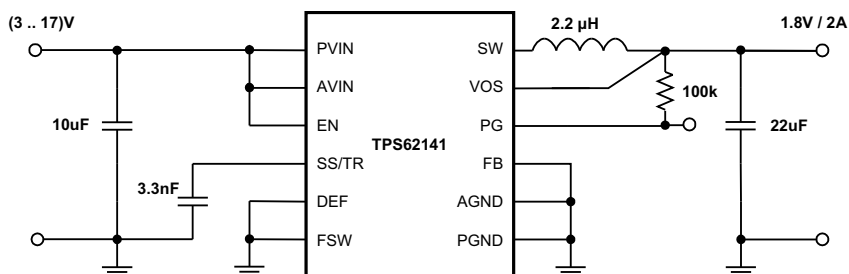 (3 .. 17)V
2.2 µH
1.8V / 2A
PVIN
SW
AVIN
VOS
100k
10uF
EN
PG
22uF
TPS62141
3.3nF
SS/TR
FB
DEF
AGND
FSW
PGND